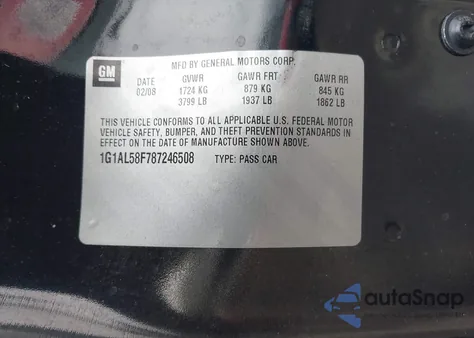 GM
MFD BY GENERAL MOTORS CORP.
DATE GVWR GAWR FRT GAWR RR
02/08 1724 KG 879 KG 845 KG
3799 LB 1937 LB 1862 LB
THIS VEHICLE CONFORMS TO ALL APPLICABLE U.S. FEDERAL MOTOR
VEHICLE SAFETY, BUMPER, AND THEFT PREVENTION STANDARDS IN
EFFECT ON THE DATE OF MANUFACTURE SHOWN ABOVE.
1G1AL58F787246508 TYPE: PASS CAR
autoSnap